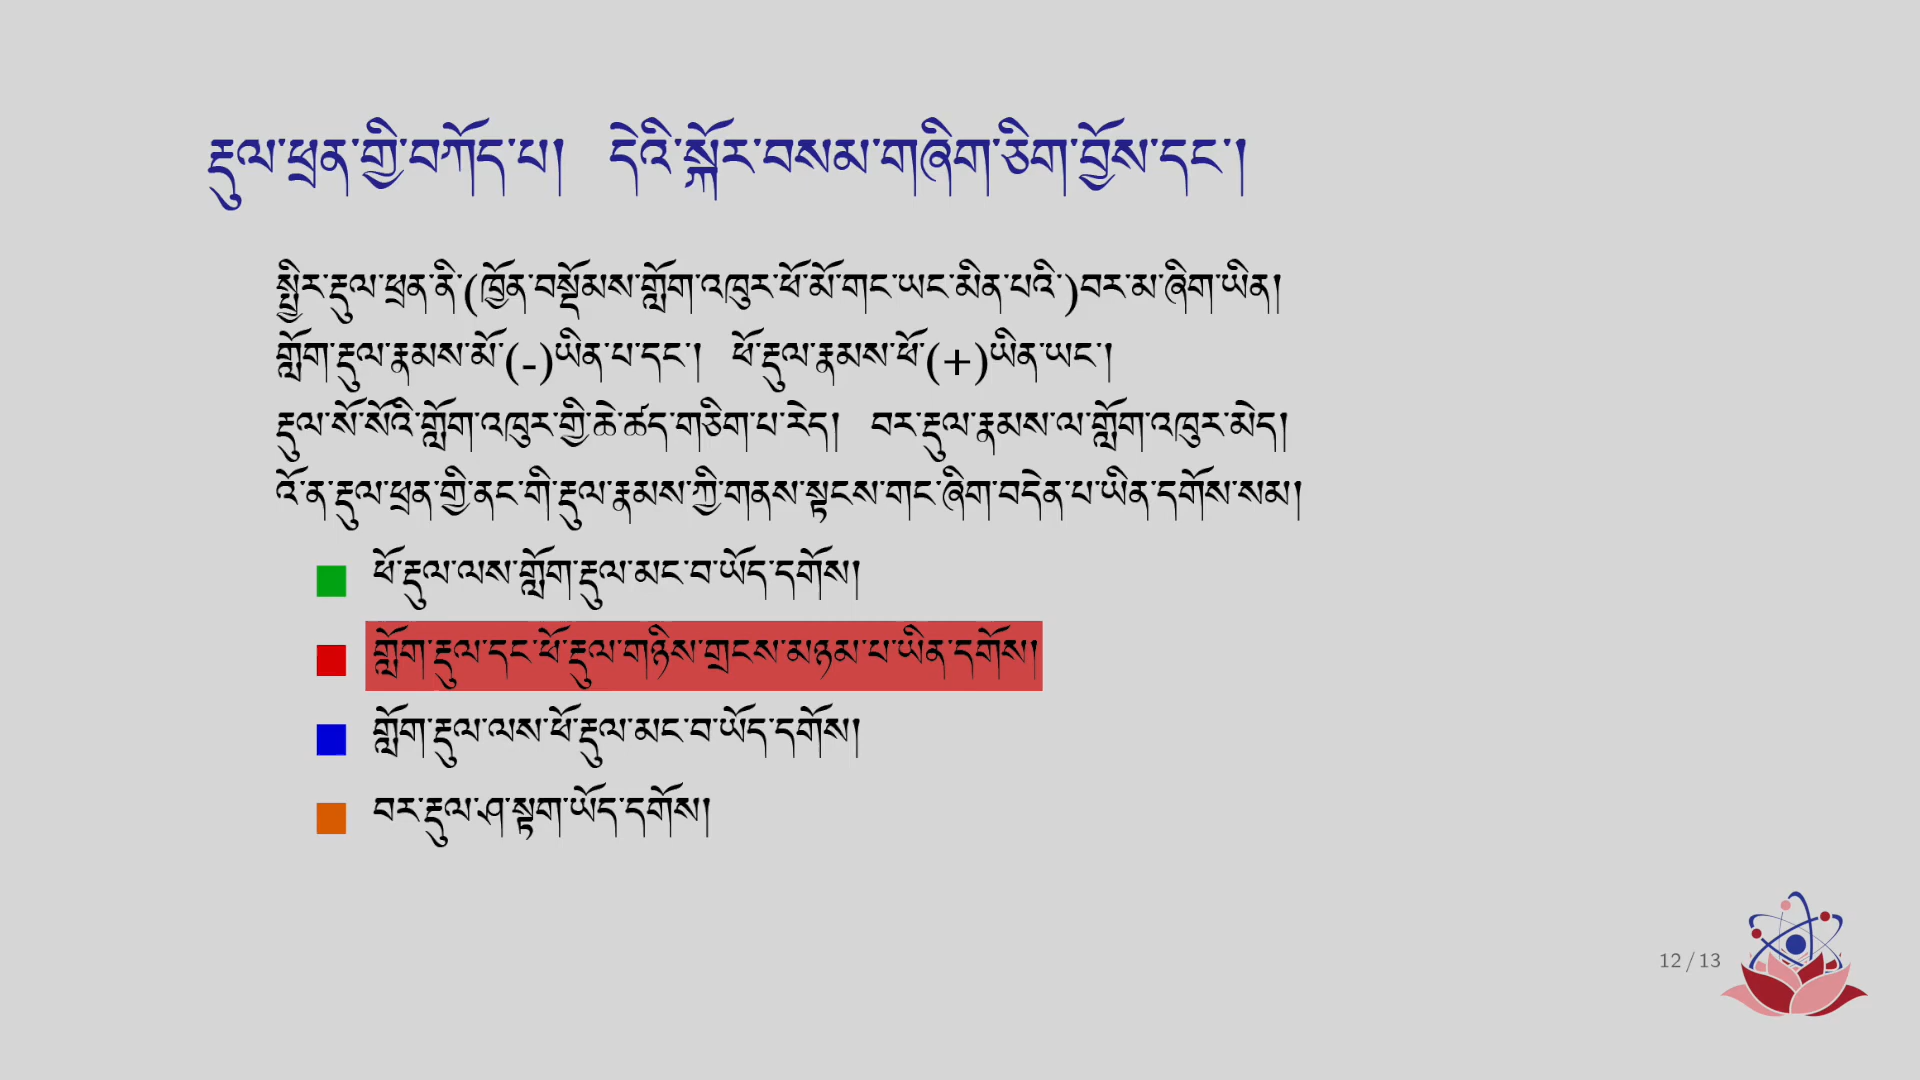 རྡུལ་ཕྲན་གྱི་བཀོད་པ།  དེའི་སྐོར་བསམ་གཞིག་ཅིག་བྱོས་དང་།
སྤྱིར་རྡུལ་ཕྲན་ནི་(ཁྱོན་བསྡོམས་གློག་འཁུར་ཕོ་མོ་གང་ཡང་མིན་པའི་)བར་མ་ཞིག་ཡིན།
གློག་རྡུལ་རྣམས་མོ་(-)ཡིན་པ་དང་།  ཕོ་རྡུལ་རྣམས་ཕོ་(+)ཡིན་ཡང་།
རྡུལ་སོ་སོའི་གློག་འཁུར་གྱི་ཆེ་ཚད་གཅིག་པ་རེད།  བར་རྡུལ་རྣམས་ལ་གློག་འཁུར་མེད།
འོ་ན་རྡུལ་ཕྲན་གྱི་ནང་གི་རྡུལ་རྣམས་ཀྱི་གནས་སྟངས་གང་ཞིག་བདེན་པ་ཡིན་དགོས་སམ།
ཕོ་རྡུལ་ལས་གློག་རྡུལ་མང་བ་ཡོད་དགོས།
གློག་རྡུལ་དང་ཕོ་རྡུལ་གཉིས་གྲངས་མཉམ་པ་ཡིན་དགོས།
གློག་རྡུལ་ལས་ཕོ་རྡུལ་མང་བ་ཡོད་དགོས།
བར་རྡུལ་ཤ་སྟག་ཡོད་དགོས།
12 / 13